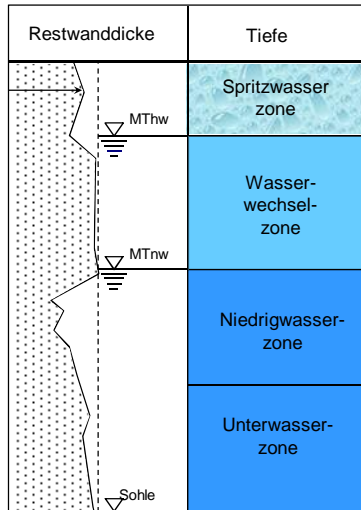 Restwanddicke
Tiefe
Spritzwasser
zone
MThw
Wasser-
wechsel-
zone
MTnw
Niedrigwasser-
zone
Unterwasser-
zone
Sohle